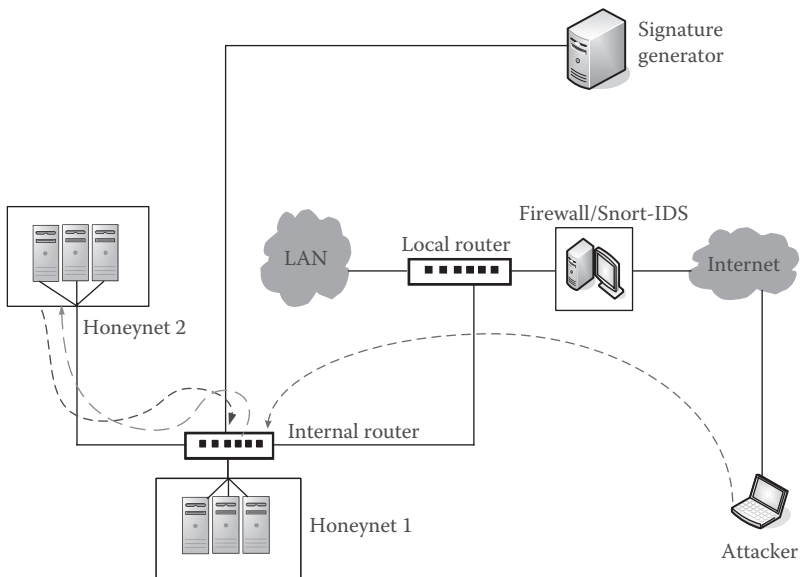 Signature
generator
Firewall/Snort-IDS
Local router
LAN
Internet
Honeynet 2
Internal router
Honeynet 1
Attacker